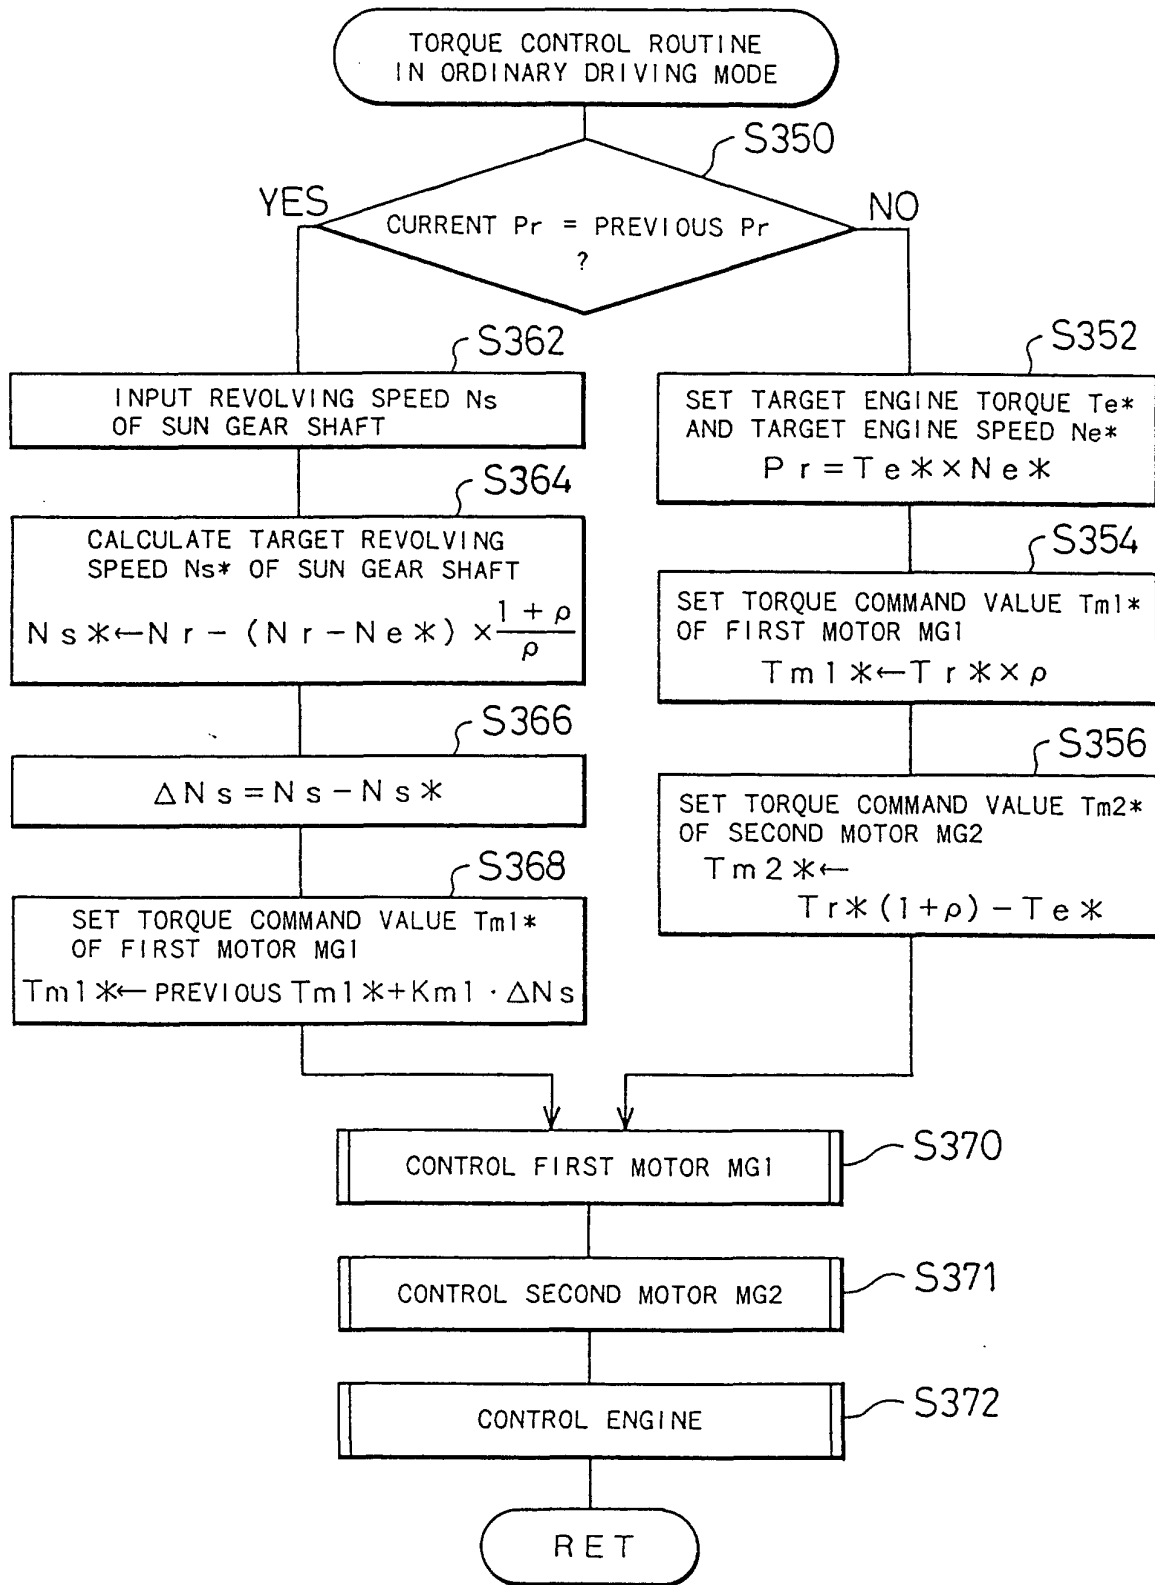 TORQUE CONTROL ROUTINE
IN ORDINARY DRIVING MODE
S350
YES
NO
CURRENT Pr = PREVIOUS Pr
?
S362
INPUT REVOLVING SPEED Ns
OF SUN GEAR SHAFT
S364
CALCULATE TARGET REVOLVING
SPEED Ns* OF SUN GEAR SHAFT
Ns*←Nr-(Nr-Ne*)×(1+ρ)/ρ
S366
ΔNs=Ns-Ns*
S368
SET TORQUE COMMAND VALUE Tm1*
OF FIRST MOTOR MG1
Tm1*←PREVIOUS Tm1*+Km1·ΔNs
S352
SET TARGET ENGINE TORQUE Te*
AND TARGET ENGINE SPEED Ne*
Pr=Te*×Ne*
S354
SET TORQUE COMMAND VALUE Tm1*
OF FIRST MOTOR MG1
Tm1*←Tr*×ρ
S356
SET TORQUE COMMAND VALUE Tm2*
OF SECOND MOTOR MG2
Tm2*←
Tr*(1+ρ)-Te*
CONTROL FIRST MOTOR MG1
S370
CONTROL SECOND MOTOR MG2
S371
CONTROL ENGINE
S372
RET